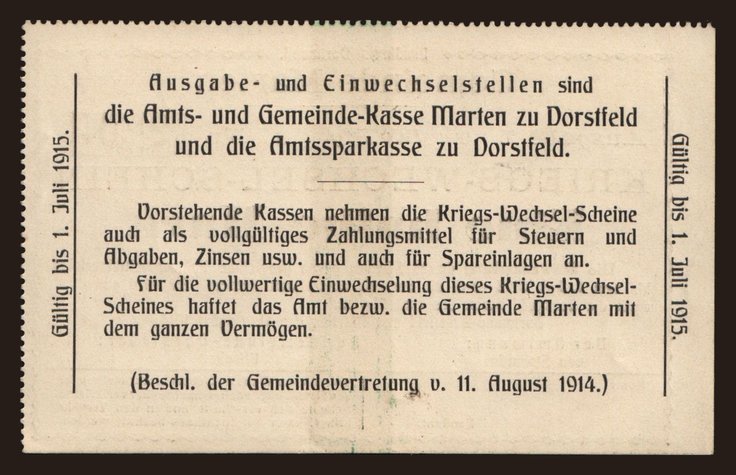 Ausgabe- und Einwechselstellen sind
die Amts- und Gemeinde-Kasse Marten zu Dorstfeld
und die Amtssparkasse zu Dorstfeld.
Vorstehende Kassen nehmen die Kriegs-Wechsel-Scheine
auch als vollgültiges Zahlungsmittel für Steuern und
Abgaben, Zinsen usw. und auch für Spareinlagen an.
Für die vollwertige Einwechselung dieses Kriegs-Wechsel-
Scheines haftet das Amt bezw. die Gemeinde Marten mit
dem ganzen Vermögen.
(Beschl. der Gemeindevertretung v. 11. August 1914.)
Gültig bis 1. Juli 1915.
Gültig bis 1. Juli 1915.